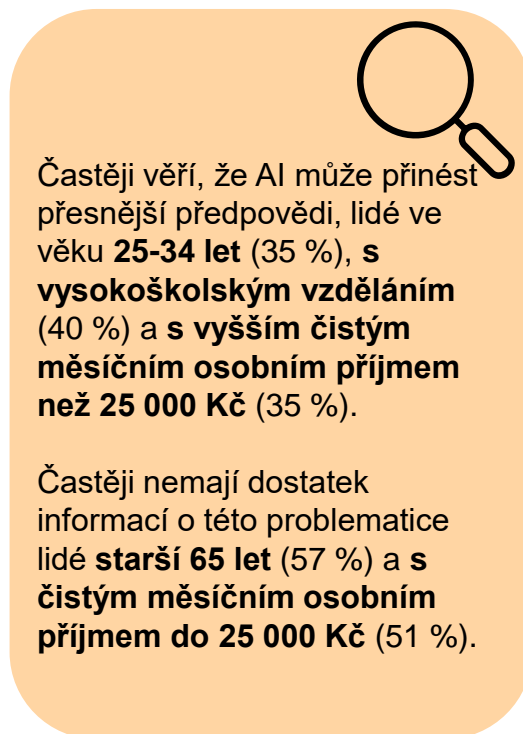 Častěji věří, že AI může přinést
přesnější předpovědi, lidé ve
věku 25-34 let (35 %), s
vysokoškolským vzděláním
(40 %) a s vyšším čistým
měsíčním osobním příjmem
než 25 000 Kč (35 %).
Častěji nemají dostatek
informací o této problematice
lidé starší 65 let (57 %) a s
čistým měsíčním osobním
příjmem do 25 000 Kč (51 %).